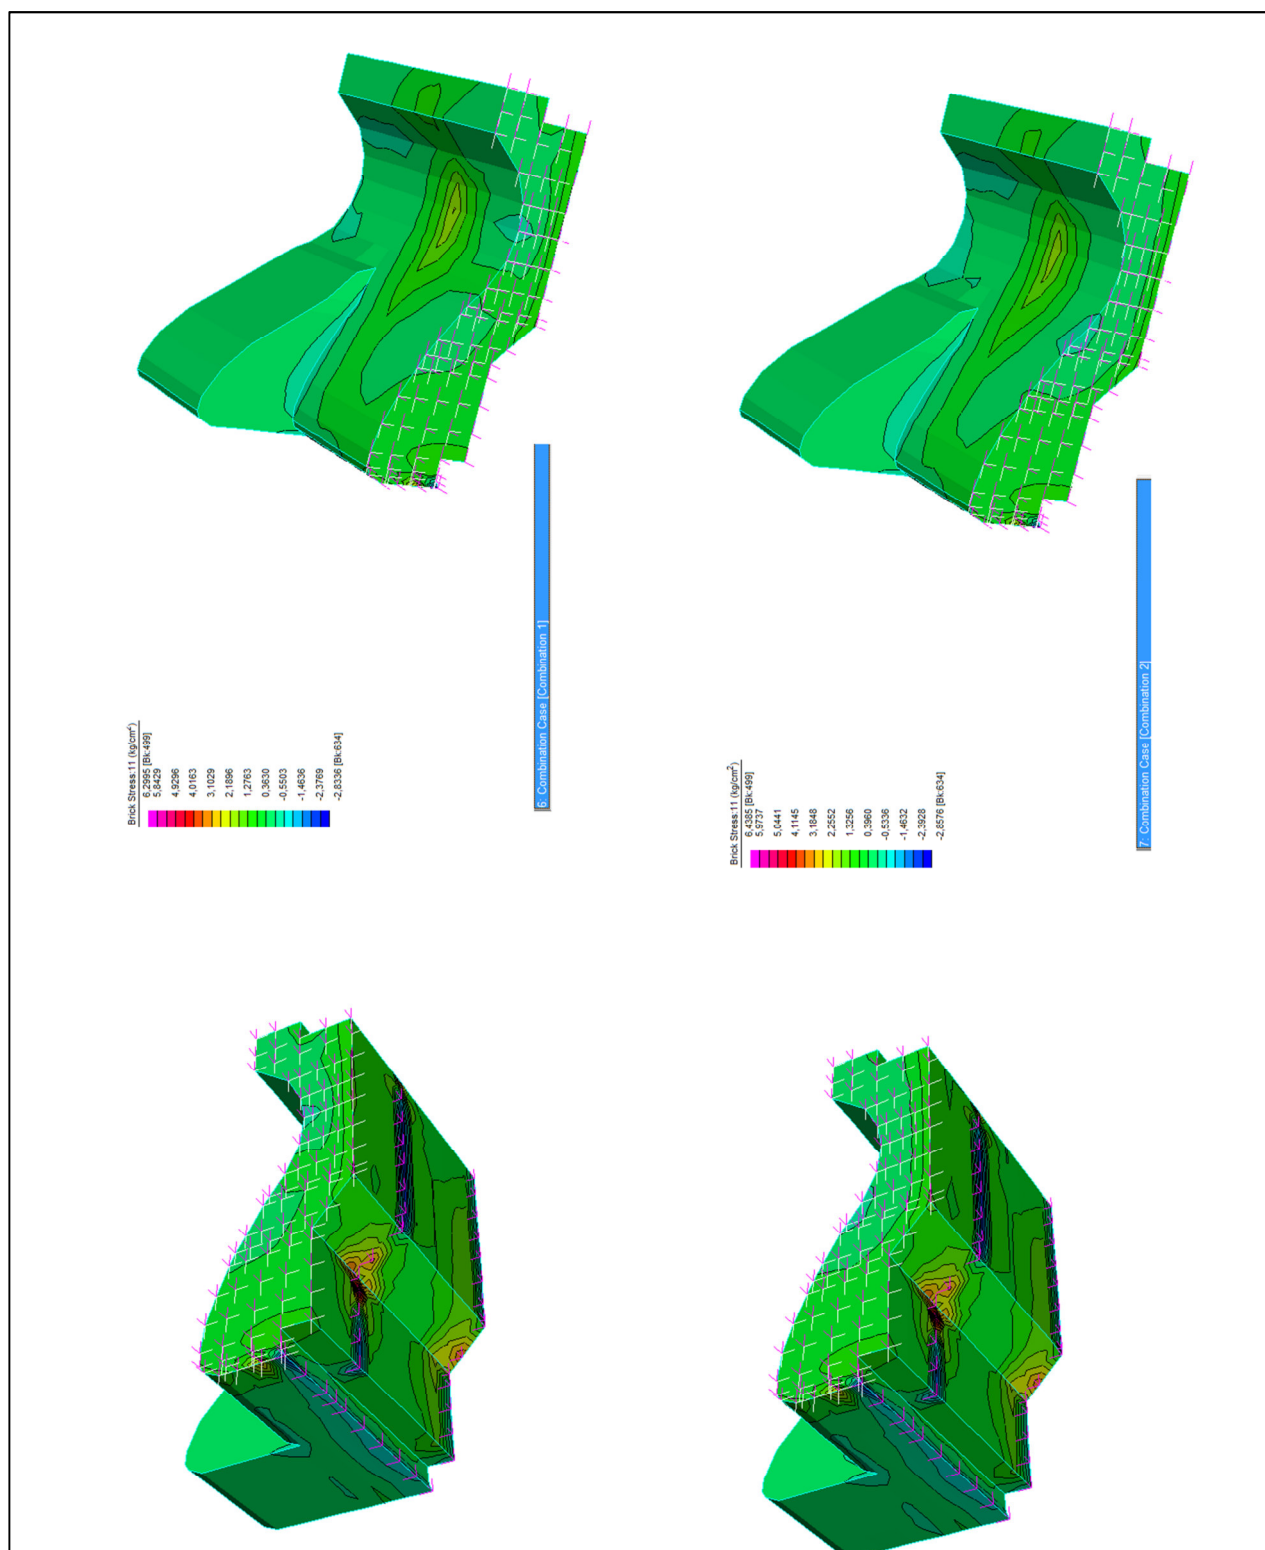 Brick Stress:11 (kg/cm²)
6,2995 [Bk:499]
5,8429
4,9296
4,0163
3,1029
2,1896
1,2763
0,3630
-0,5503
-1,4636
-2,3769
-2,8336 [Bk:634]
6: Combination Case [Combination 1]
Brick Stress:11 (kg/cm²)
6,4385 [Bk:499]
5,9737
5,0441
4,1145
3,1848
2,2552
1,3256
0,3960
-0,5336
-1,4632
-2,3928
-2,8576 [Bk:634]
7: Combination Case [Combination 2]